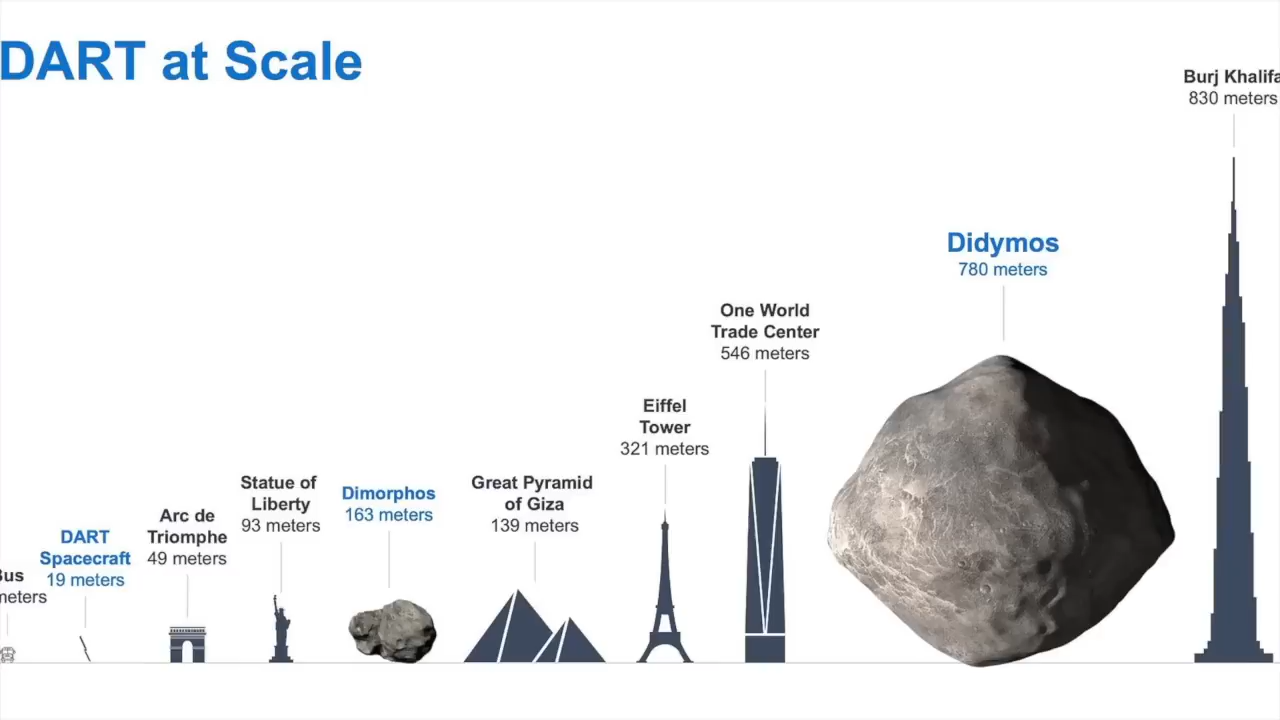 DART at Scale
meters
DART
Spacecraft
19 meters
Arc de
Triomphe
49 meters
Statue of
Liberty
93 meters
Dimorphos
163 meters
Great Pyramid
of Giza
139 meters
Eiffel
Tower
321 meters
One World
Trade Center
546 meters
Didymos
780 meters
Burj Khalifa
830 meters